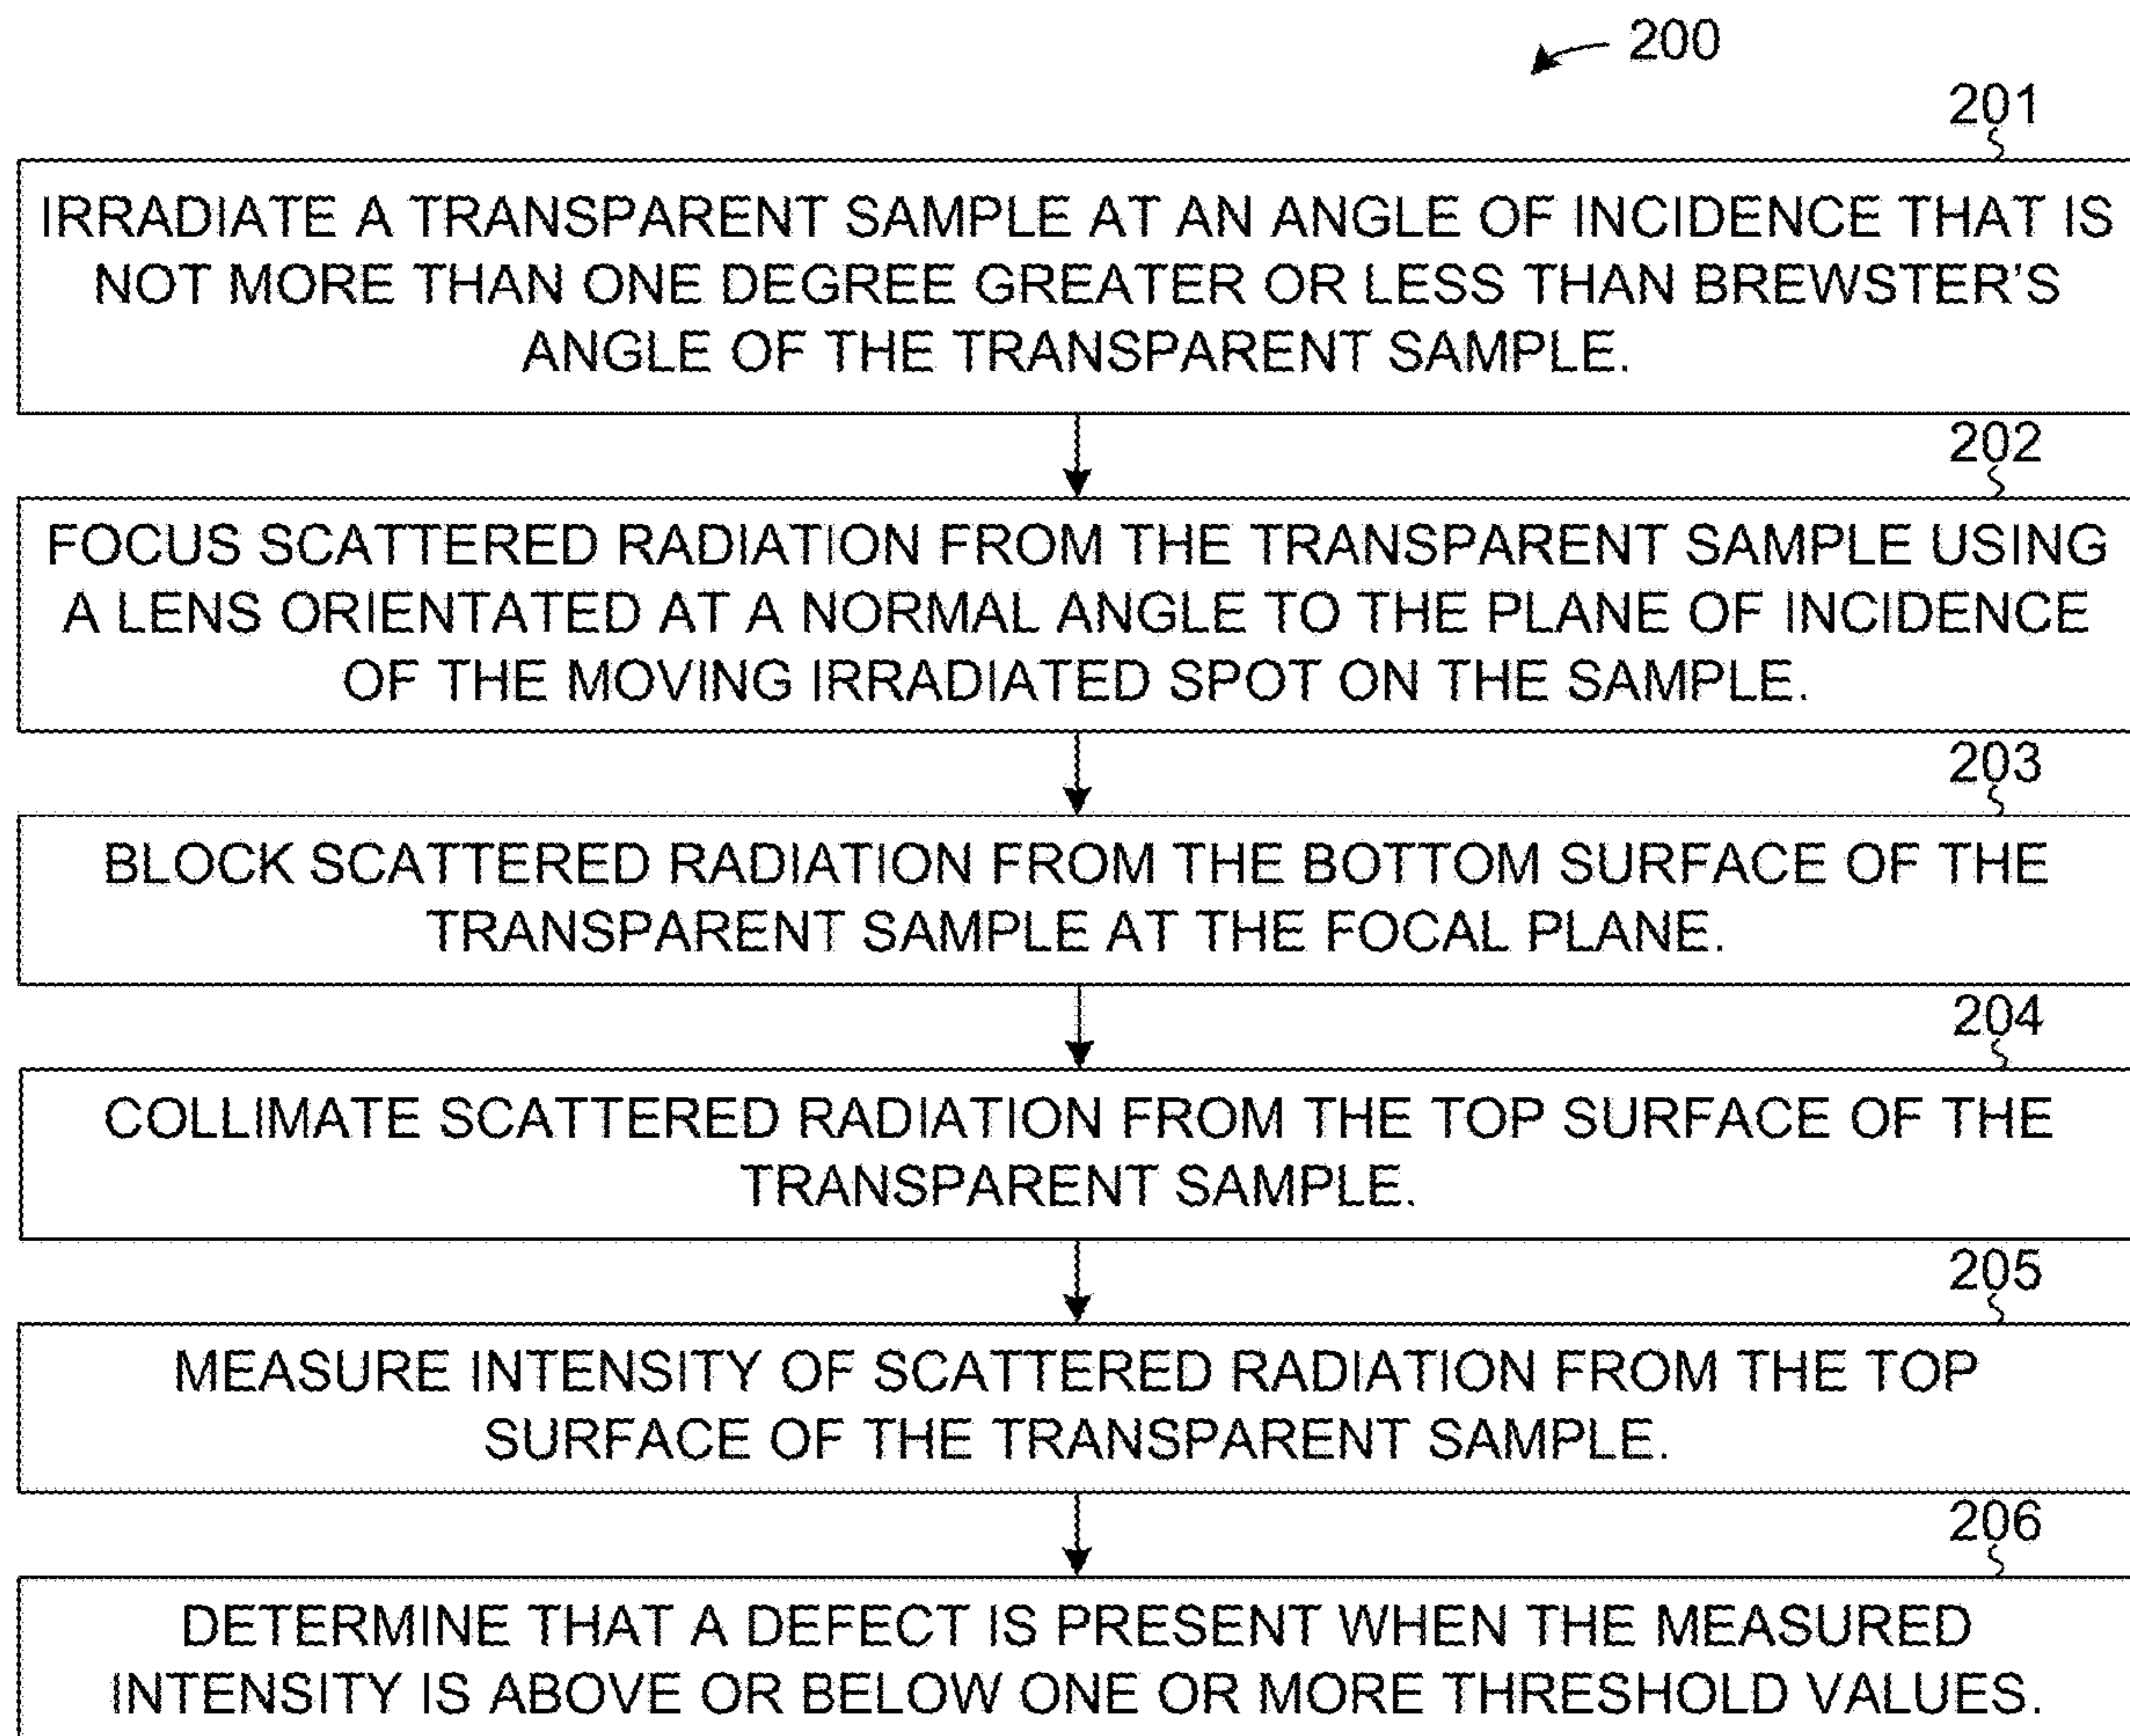 200
201
IRRADIATE A TRANSPARENT SAMPLE AT AN ANGLE OF INCIDENCE THAT IS
NOT MORE THAN ONE DEGREE GREATER OR LESS THAN BREWSTER'S
ANGLE OF THE TRANSPARENT SAMPLE.
202
FOCUS SCATTERED RADIATION FROM THE TRANSPARENT SAMPLE USING
A LENS ORIENTATED AT A NORMAL ANGLE TO THE PLANE OF INCIDENCE
OF THE MOVING IRRADIATED SPOT ON THE SAMPLE.
203
BLOCK SCATTERED RADIATION FROM THE BOTTOM SURFACE OF THE
TRANSPARENT SAMPLE AT THE FOCAL PLANE.
204
COLLIMATE SCATTERED RADIATION FROM THE TOP SURFACE OF THE
TRANSPARENT SAMPLE.
205
MEASURE INTENSITY OF SCATTERED RADIATION FROM THE TOP
SURFACE OF THE TRANSPARENT SAMPLE.
206
DETERMINE THAT A DEFECT IS PRESENT WHEN THE MEASURED
INTENSITY IS ABOVE OR BELOW ONE OR MORE THRESHOLD VALUES.